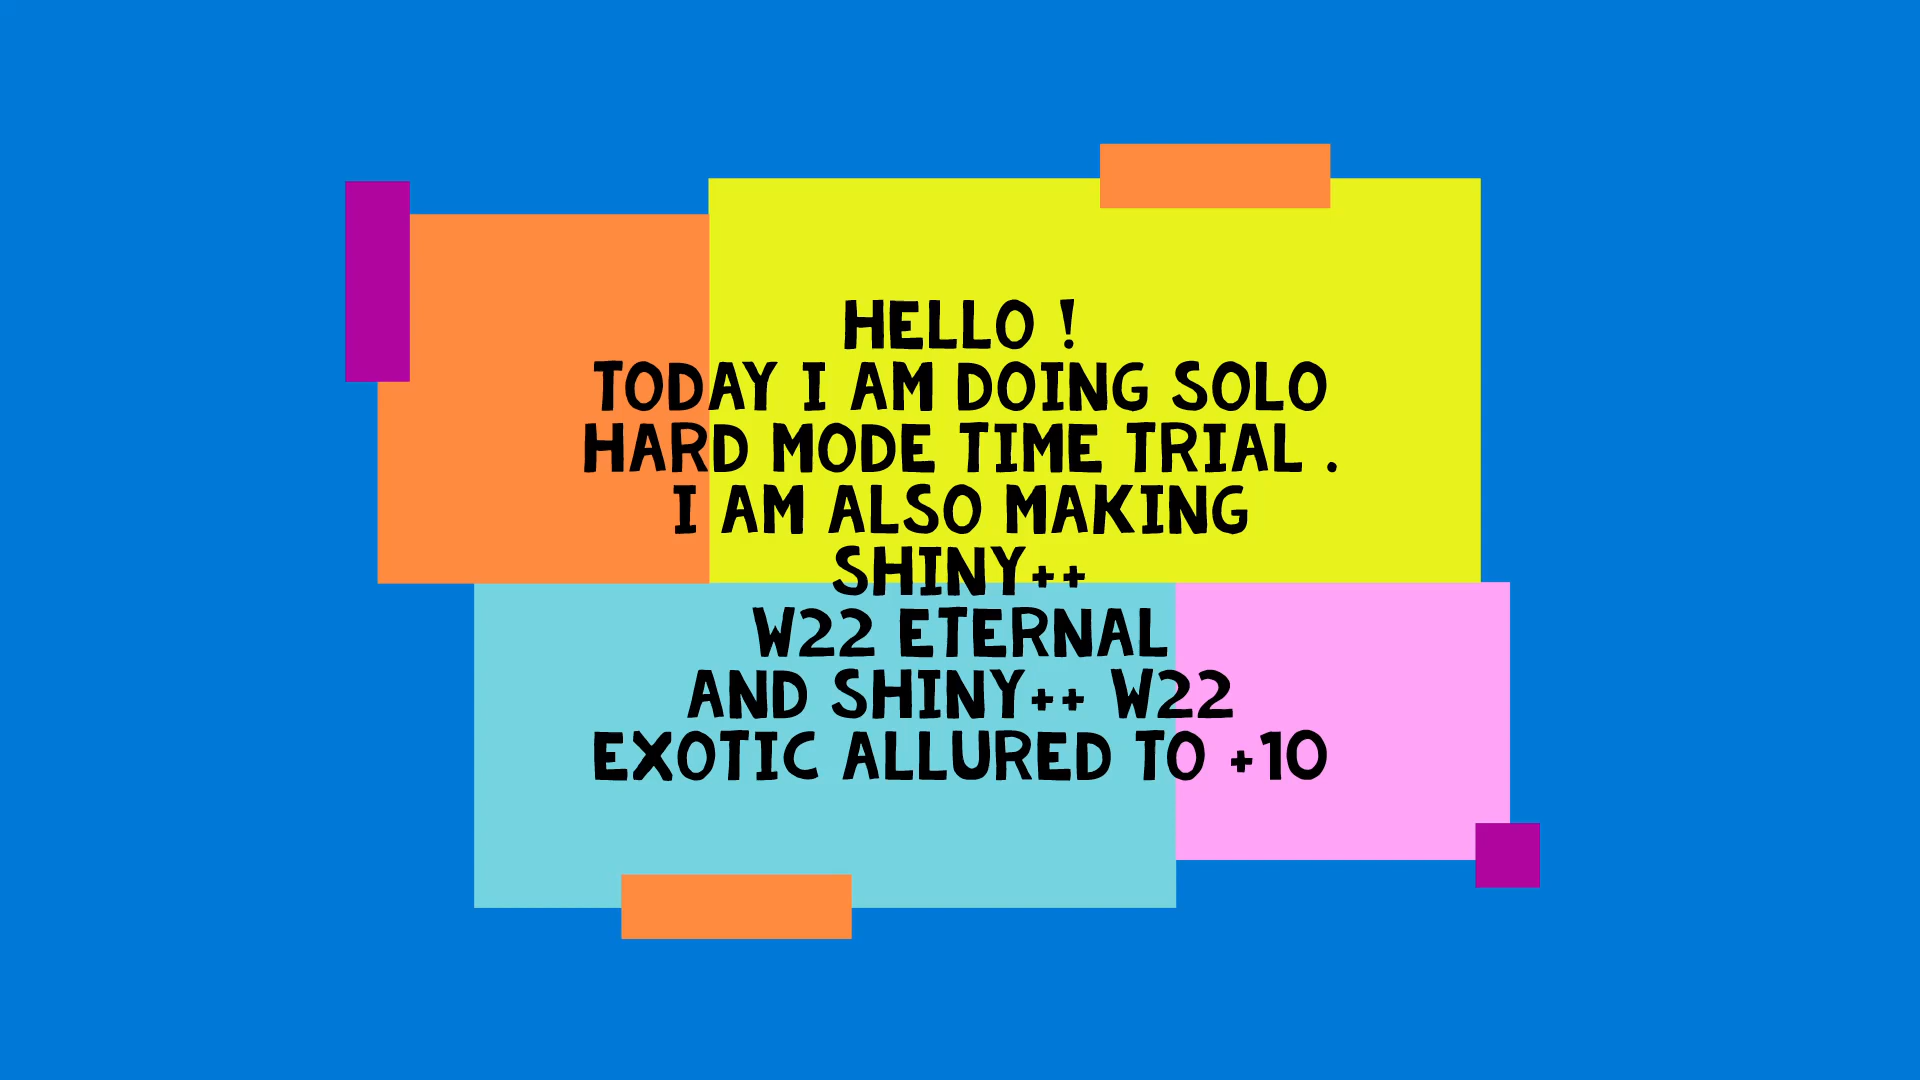 HELLO !
TODAY I AM DOING SOLO
HARD MODE TIME TRIAL .
I AM ALSO MAKING
SHINY++
W22 ETERNAL
AND SHINY++ W22
EXOTIC ALLURED TO +10